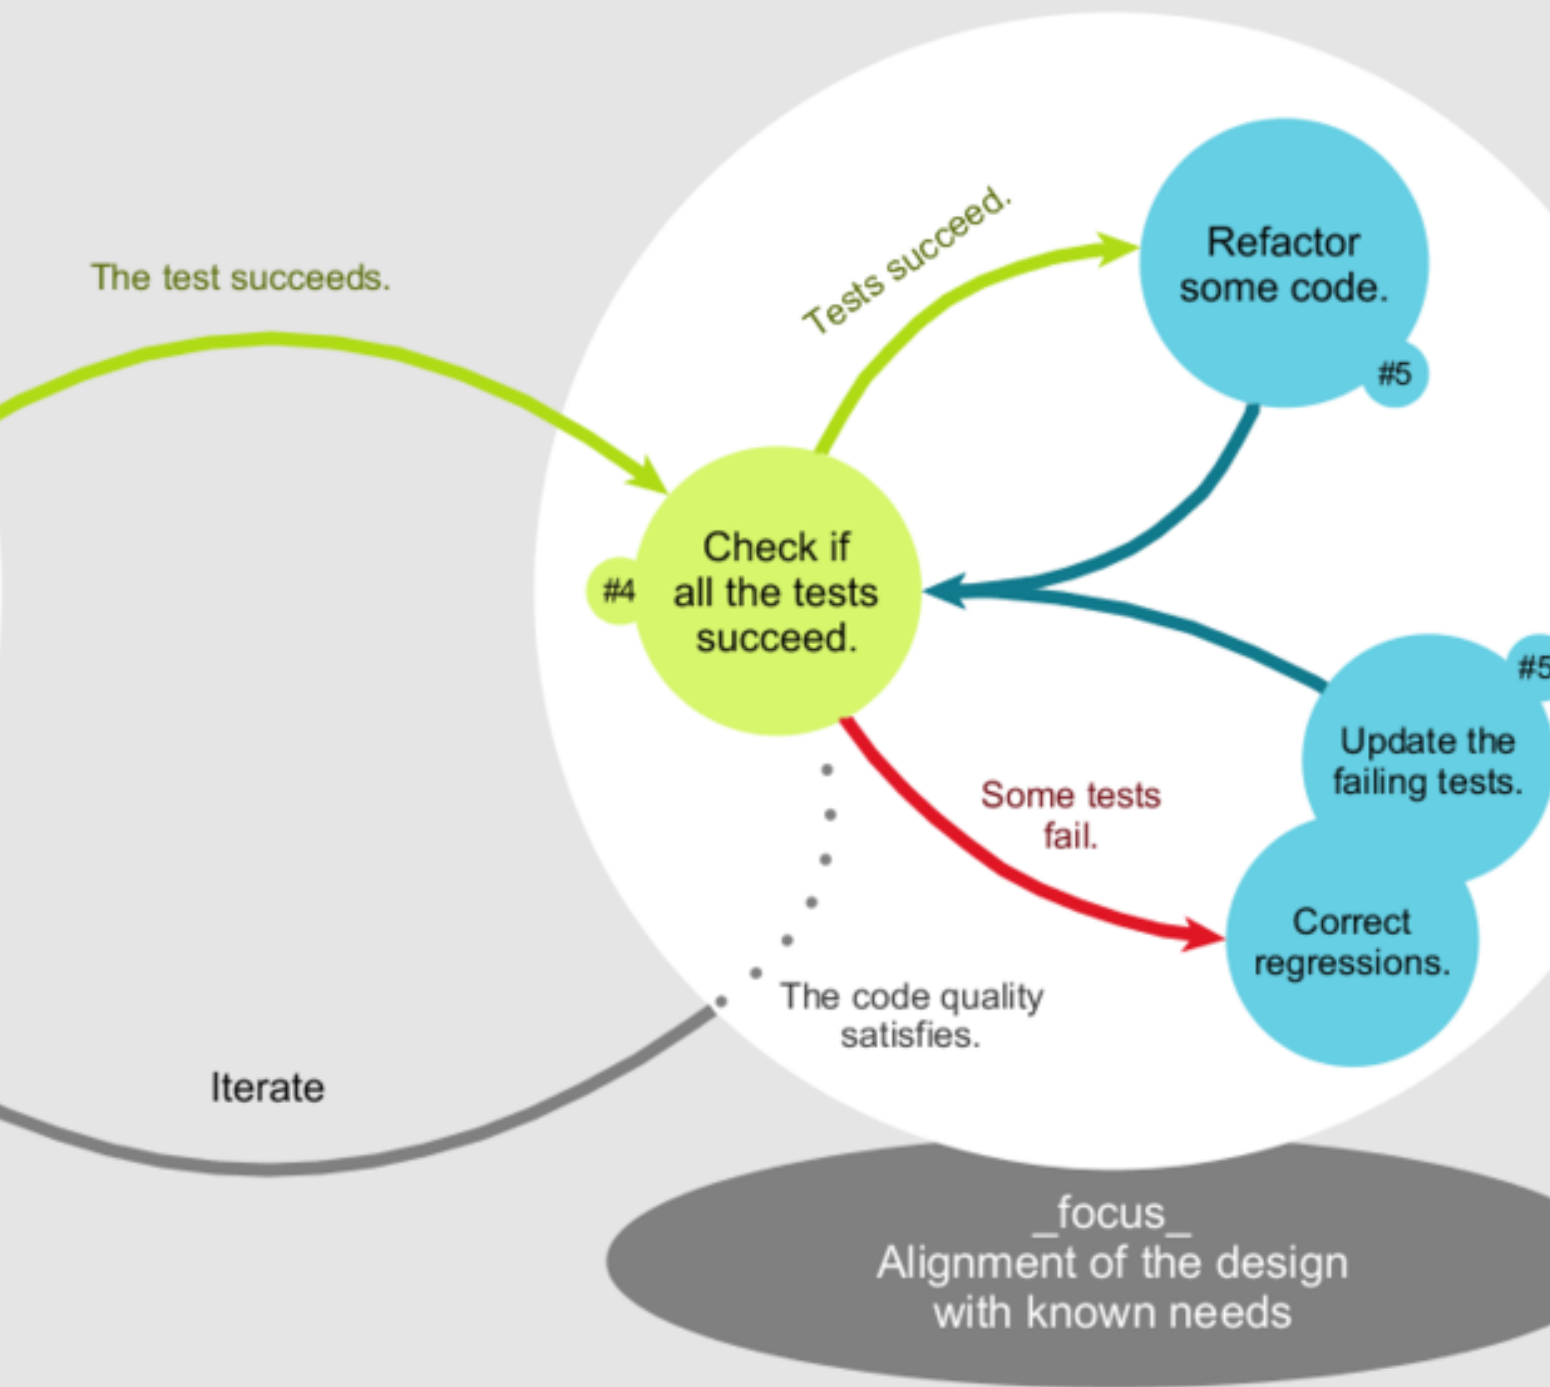 The test succeeds.
Tests succeed.
Refactor
some code.
#5
Check if
all the tests
succeed.
#4
#5
Update the
failing tests.
Some tests
fail.
Correct
regressions.
The code quality
satisfies.
Iterate
_focus_
Alignment of the design
with known needs